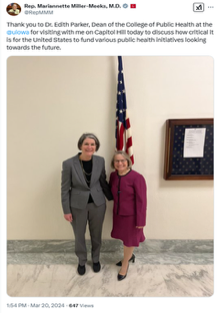 Rep. Mariannette Miller-Meeks, M.D.
@RepMMM
Thank you to Dr. Edith Parker, Dean of the College of Public Health at the
@uiowa for visiting with me on Capitol Hill today to discuss how critical it
is for the United States to fund various public health initiatives looking
towards the future.
1:54 PM · Mar 20, 2024 · 647 Views